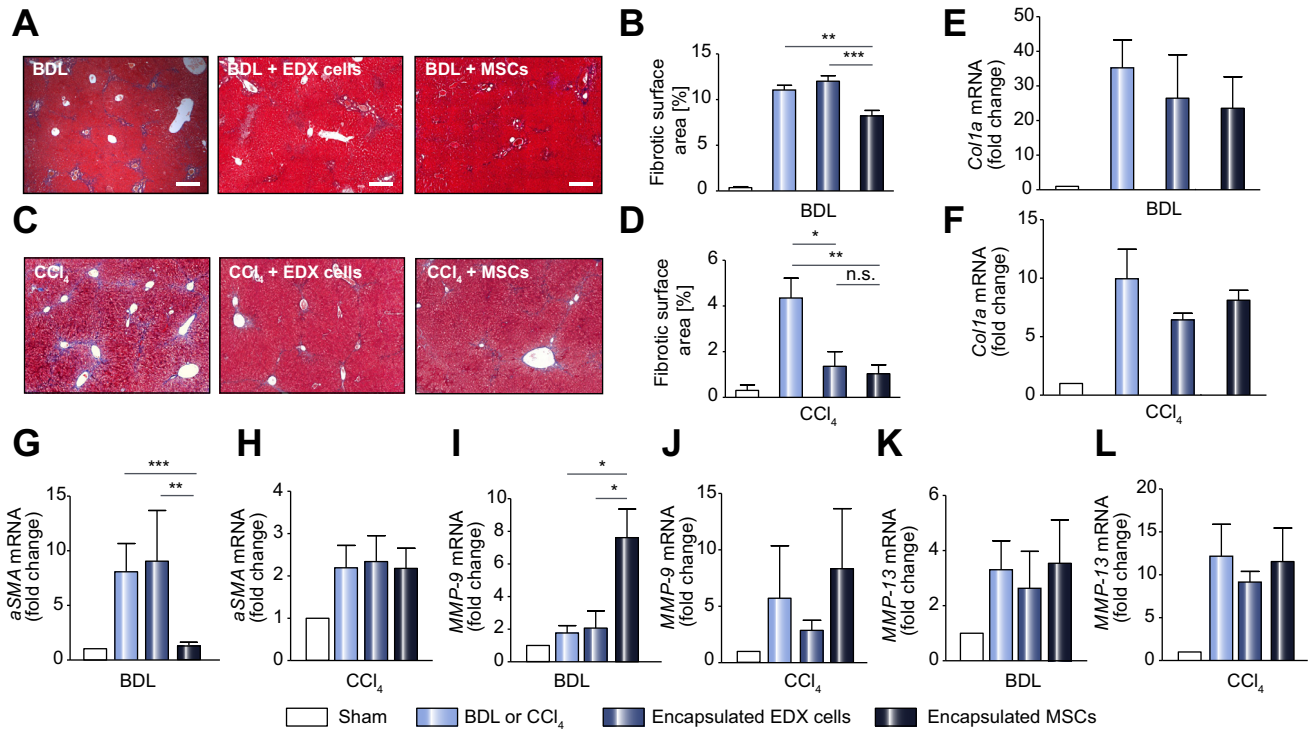 A
BDL
BDL + EDX cells
BDL + MSCs
B
Fibrotic surface
area [%]
15
10
5
0
**
***
BDL
E
Col1a mRNA
(fold change)
50
40
30
20
10
0
BDL
C
CCl₄
CCl₄ + EDX cells
CCl₄ + MSCs
D
Fibrotic surface
area [%]
6
4
2
0
*
**
n.s.
CCl₄
F
Col1a mRNA
(fold change)
15
10
5
0
CCl₄
G
aSMA mRNA
(fold change)
15
10
5
0
***
**
BDL
H
aSMA mRNA
(fold change)
4
3
2
1
0
CCl₄
I
MMP-9 mRNA
(fold change)
10
8
6
4
2
0
*
*
BDL
J
MMP-9 mRNA
(fold change)
15
10
5
0
CCl₄
K
MMP-13 mRNA
(fold change)
6
4
2
0
BDL
L
MMP-13 mRNA
(fold change)
20
15
10
5
0
CCl₄
Sham
BDL or CCl₄
Encapsulated EDX cells
Encapsulated MSCs